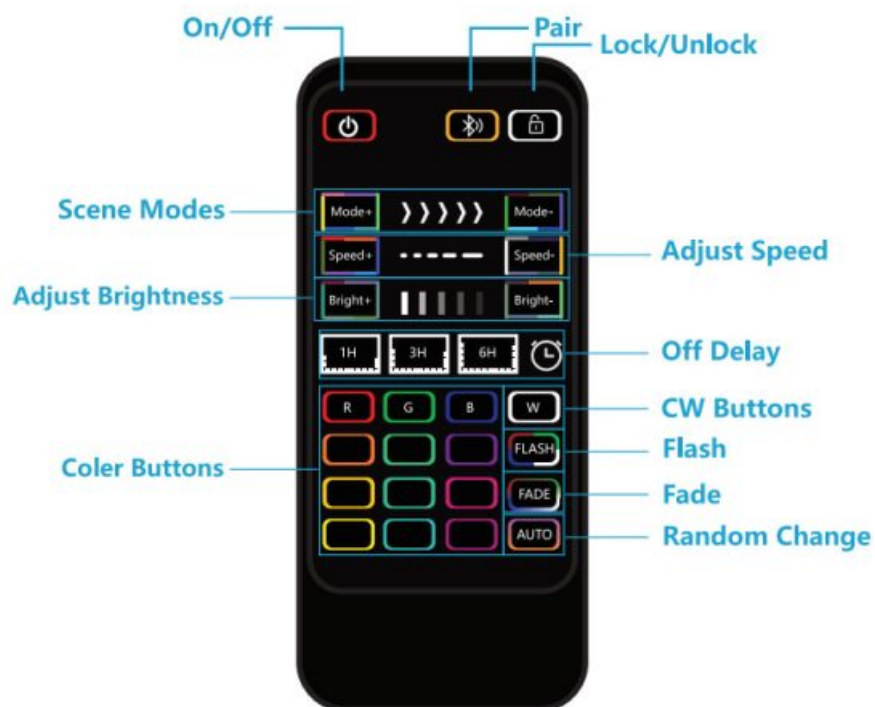 On/Off
Pair
Lock/Unlock
Scene Modes
Mode+
Mode-
Speed+
Speed-
Adjust Speed
Adjust Brightness
Bright+
Bright-
1H
3H
6H
Off Delay
R
G
B
W
CW Buttons
FLASH
Flash
Coler Buttons
FADE
Fade
AUTO
Random Change